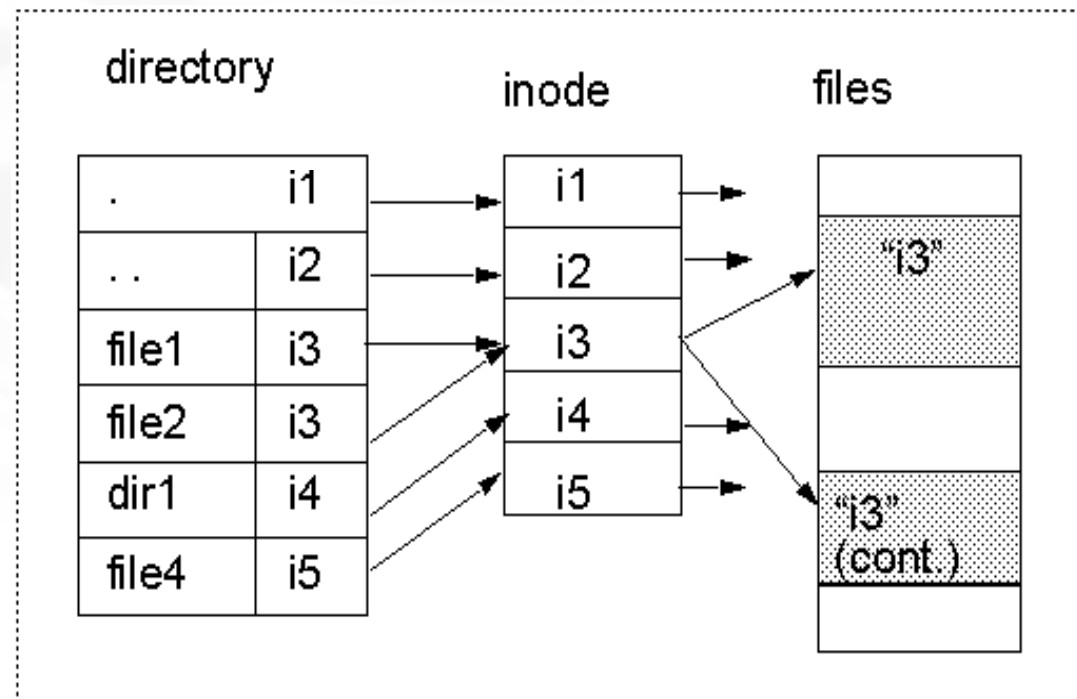 directory
inode
files
. i1
. . i2
file1 i3
file2 i3
dir1 i4
file4 i5
i1
i2
i3
i4
i5
“i3”
“i3”
(cont.)